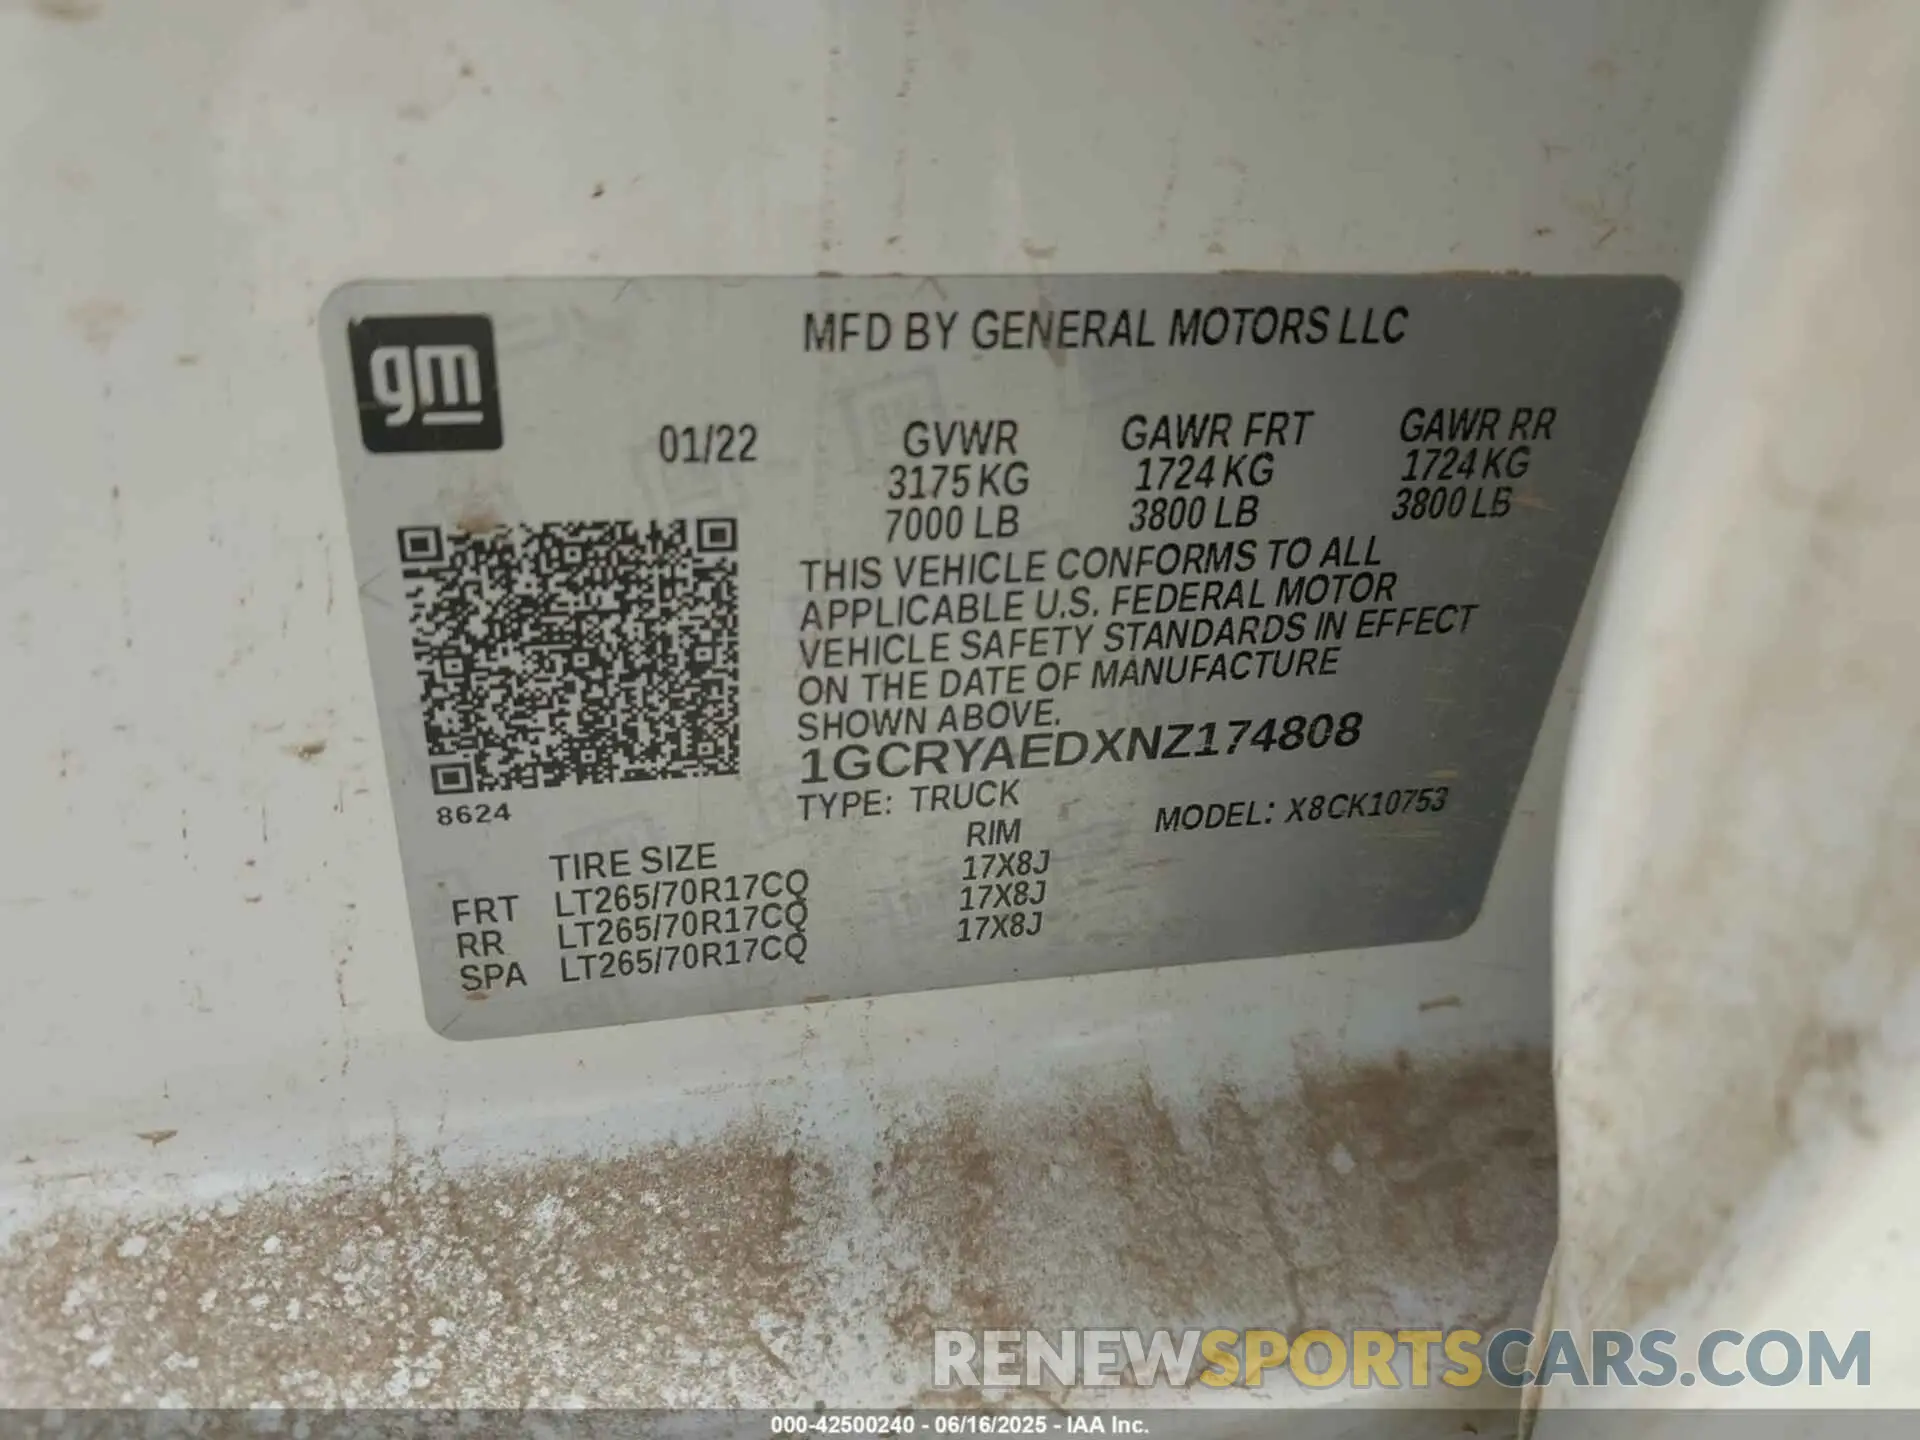 gm
MFD BY GENERAL MOTORS LLC
01/22 GVWR GAWR FRT GAWR RR
3175 KG 1724 KG 1724 KG
7000 LB 3800 LB 3800 LB
THIS VEHICLE CONFORMS TO ALL
APPLICABLE U.S. FEDERAL MOTOR
VEHICLE SAFETY STANDARDS IN EFFECT
ON THE DATE OF MANUFACTURE
SHOWN ABOVE.
1GCRYAEDXNZ174808
8624
TYPE: TRUCK MODEL: X8CK10753
TIRE SIZE RIM
FRT LT265/70R17CQ 17X8J
RR LT265/70R17CQ 17X8J
SPA LT265/70R17CQ 17X8J
RENEWSPORTSCARS.COM
000-42500240 - 06/16/2025 - IAA Inc.